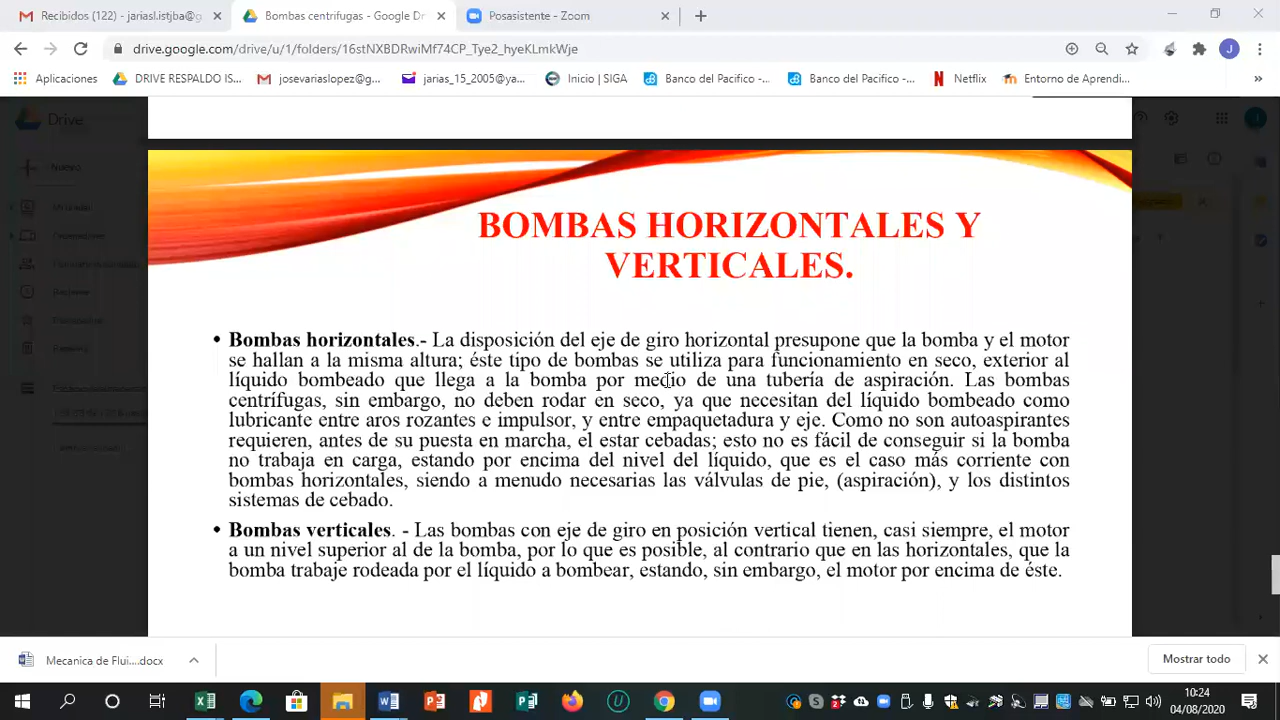 Recibidos (122) - jariasl.istjba@g
Bombas centrifugas - Google Dr
Posasistente - Zoom
drive.google.com/drive/u/1/folders/16stNXBDRwiMf74CP_Tye2_hyeKLmkWje
J
Aplicaciones
DRIVE RESPALDO IS...
josevariaslopez@g...
jarias_15_2005@ya...
Inicio | SIGA
Banco del Pacifico -...
Banco del Pacifico -...
Netflix
Entorno de Aprendi...
Drive
Nuevo
BOMBAS HORIZONTALES Y
VERTICALES.
• Bombas horizontales.- La disposición del eje de giro horizontal presupone que la bomba y el motor
se hallan a la misma altura; éste tipo de bombas se utiliza para funcionamiento en seco, exterior al
líquido bombeado que llega a la bomba por medio de una tubería de aspiración. Las bombas
centrífugas, sin embargo, no deben rodar en seco, ya que necesitan del líquido bombeado como
lubricante entre aros rozantes e impulsor, y entre empaquetadura y eje. Como no son autoaspirantes
requieren, antes de su puesta en marcha, el estar cebadas; esto no es fácil de conseguir si la bomba
no trabaja en carga, estando por encima del nivel del líquido, que es el caso más corriente con
bombas horizontales, siendo a menudo necesarias las válvulas de pie, (aspiración), y los distintos
sistemas de cebado.
• Bombas verticales. - Las bombas con eje de giro en posición vertical tienen, casi siempre, el motor
a un nivel superior al de la bomba, por lo que es posible, al contrario que en las horizontales, que la
bomba trabaje rodeada por el líquido a bombear, estando, sin embargo, el motor por encima de éste.
Mecanica de Flui....docx
Mostrar todo
10:24
04/08/2020